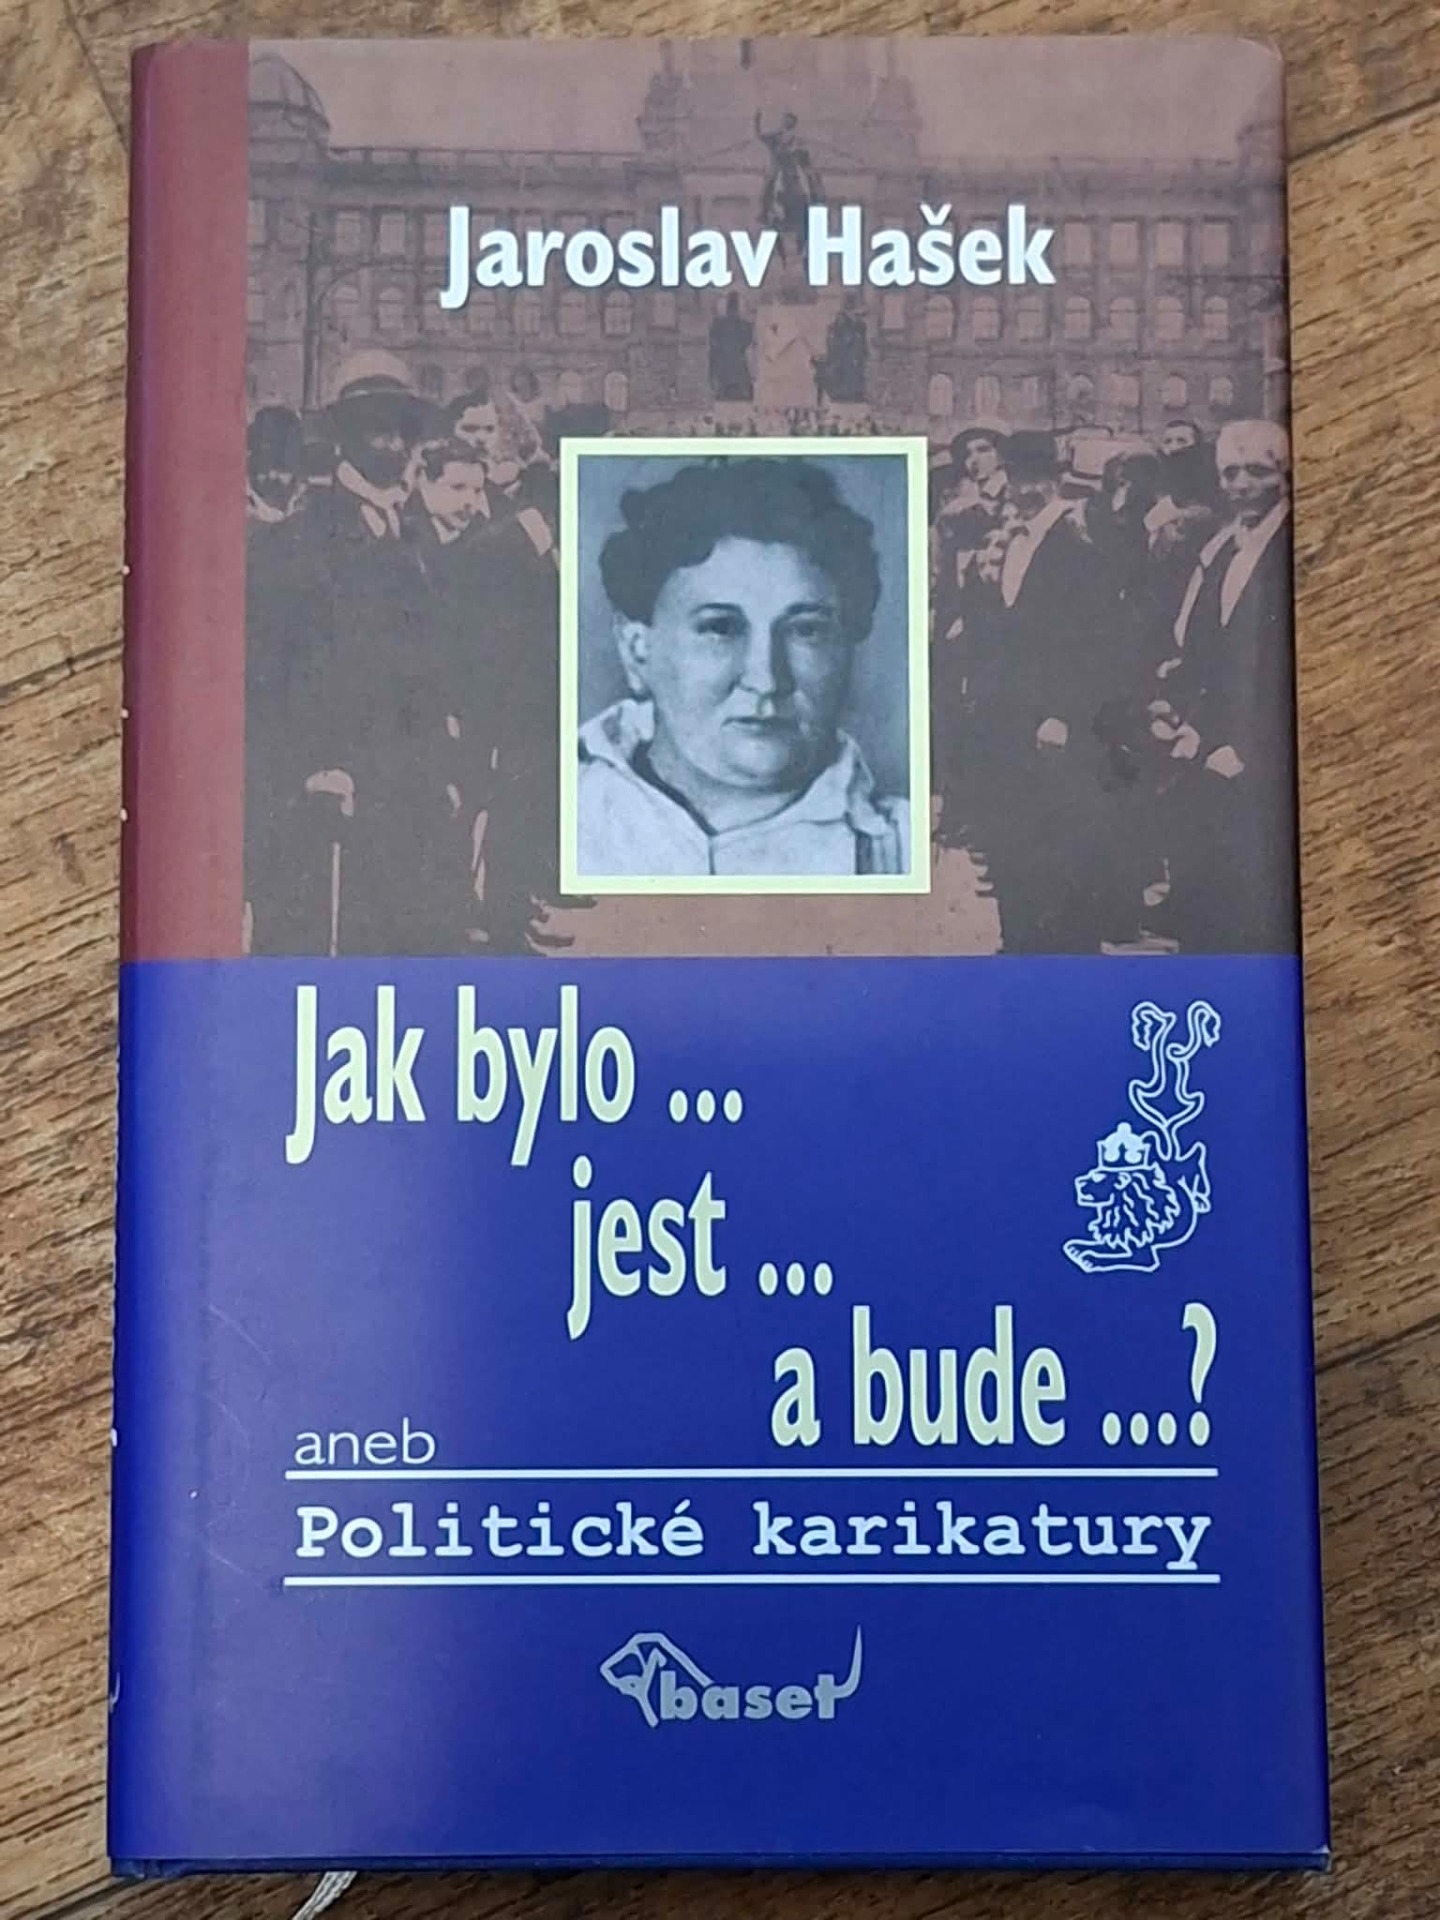 Jaroslav Hašek
Jak bylo ...
jest ...
a bude ...?
aneb
Politické karikatury
baset